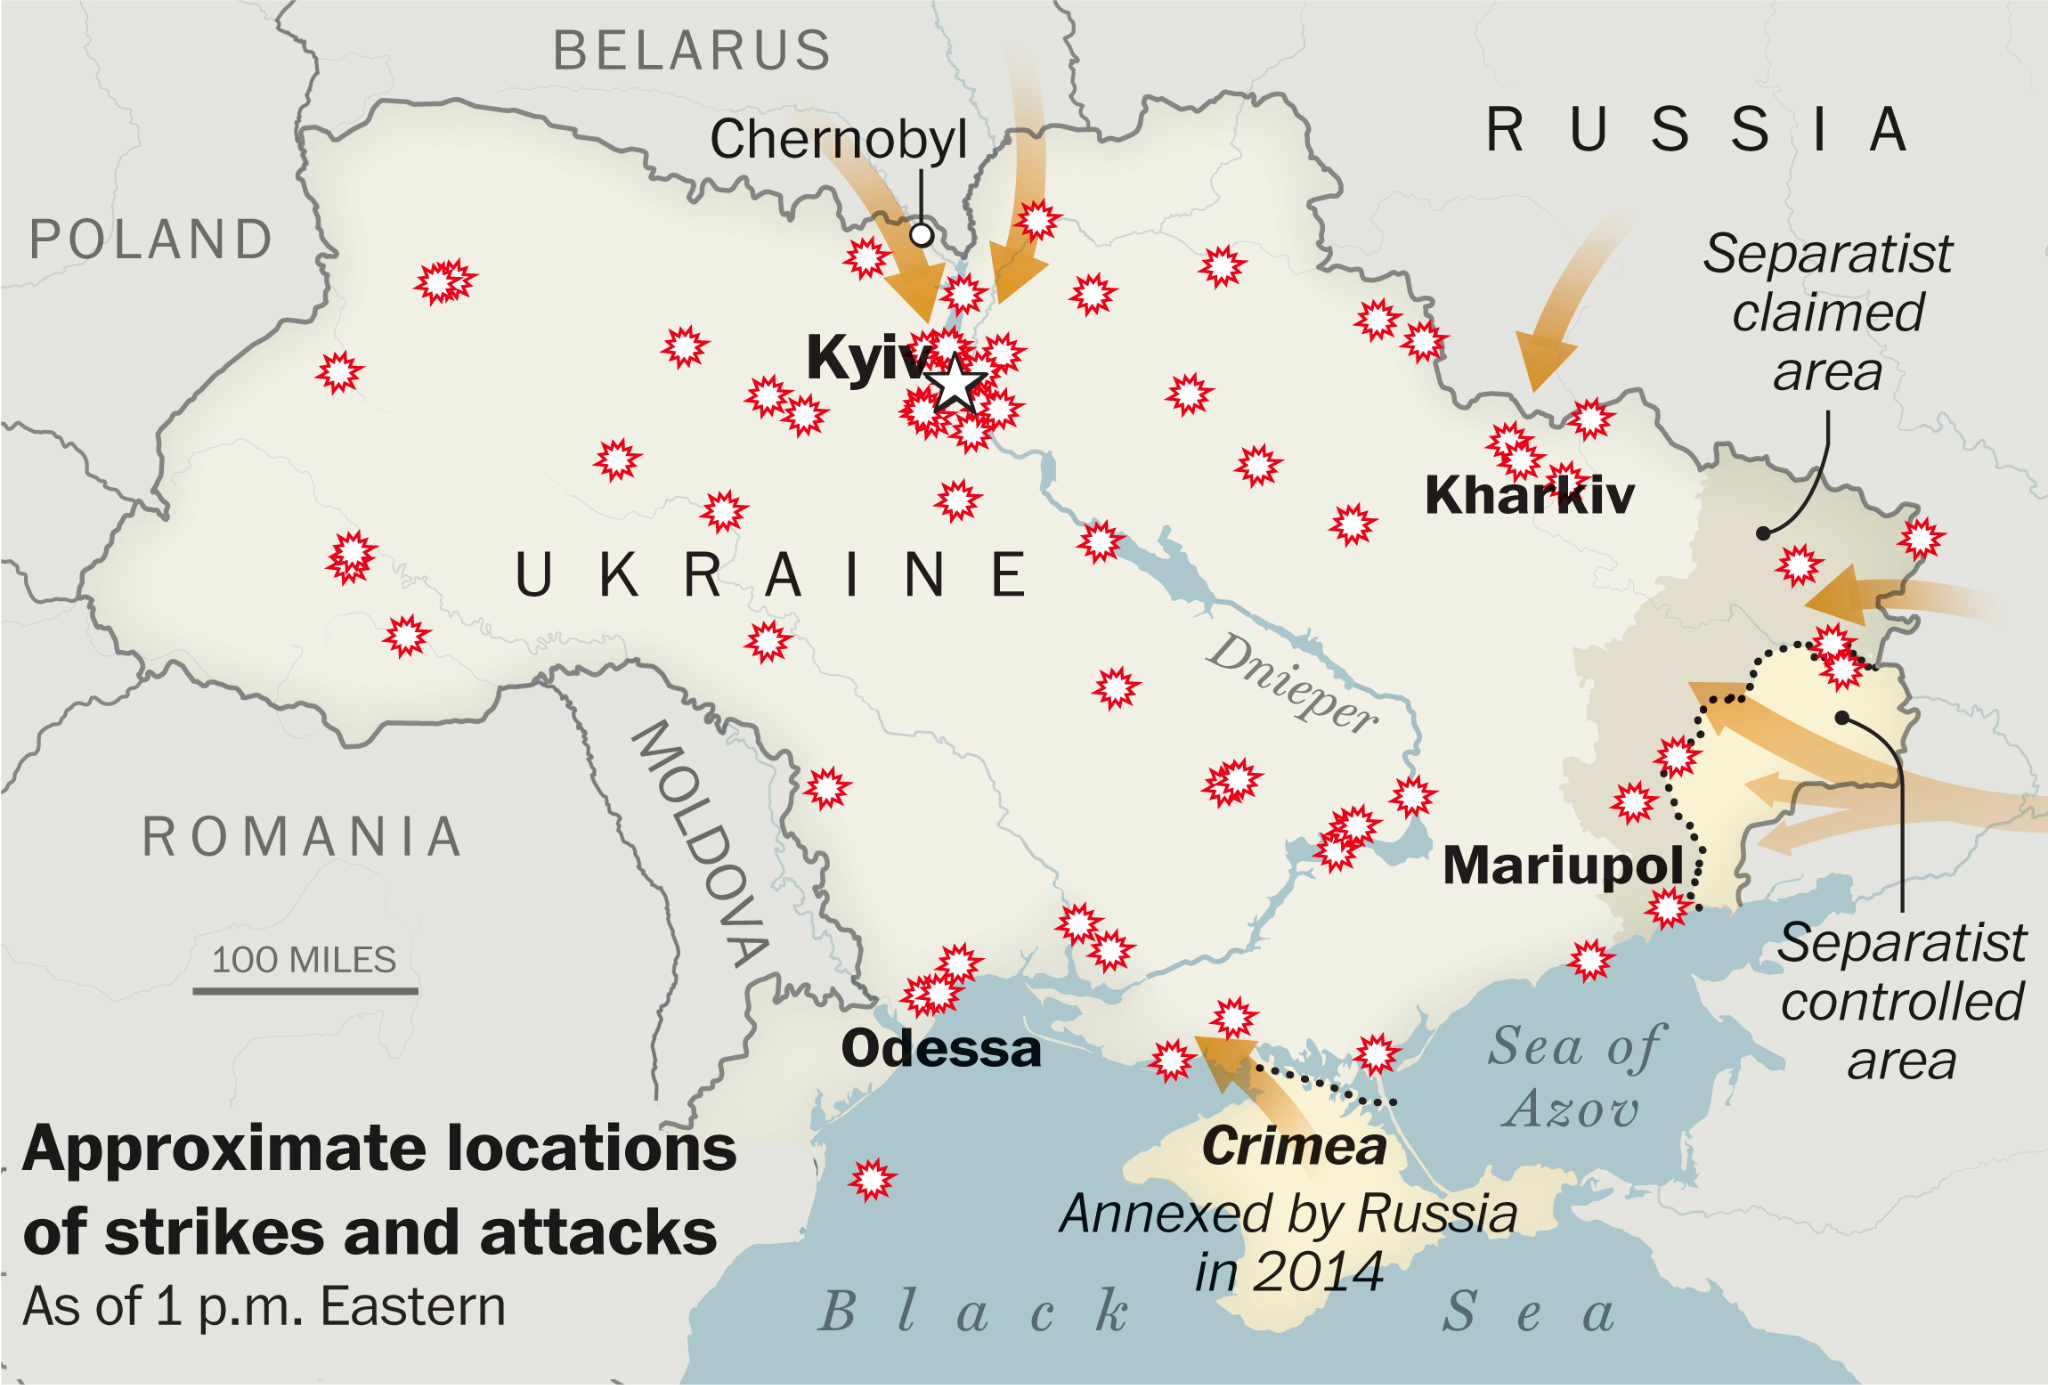 BELARUS
Chernobyl
RUSSIA
POLAND
Separatist
claimed
area
Kyiv
Kharkiv
UKRAINE
Dnieper
MOLDOVA
ROMANIA
Mariupol
100 MILES
Separatist
controlled
area
Odessa
Sea of
Azov
Crimea
Annexed by Russia
in 2014
Approximate locations
of strikes and attacks
As of 1 p.m. Eastern
Black Sea